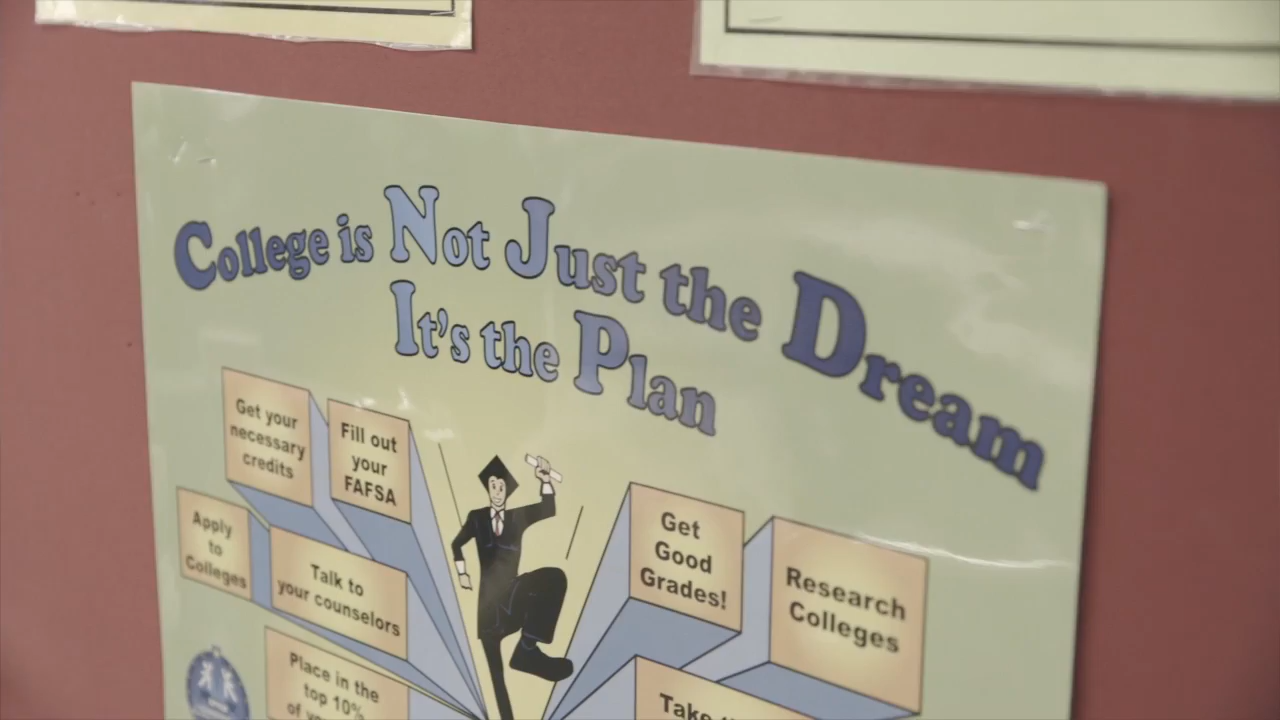 College is Not Just the Dream
It's the Plan
Get your
necessary
credits
Fill out
your
FAFSA
Apply
to
Colleges
Talk to
your counselors
Place in the
top 10%
Get
Good
Grades!
Research
Colleges
Take